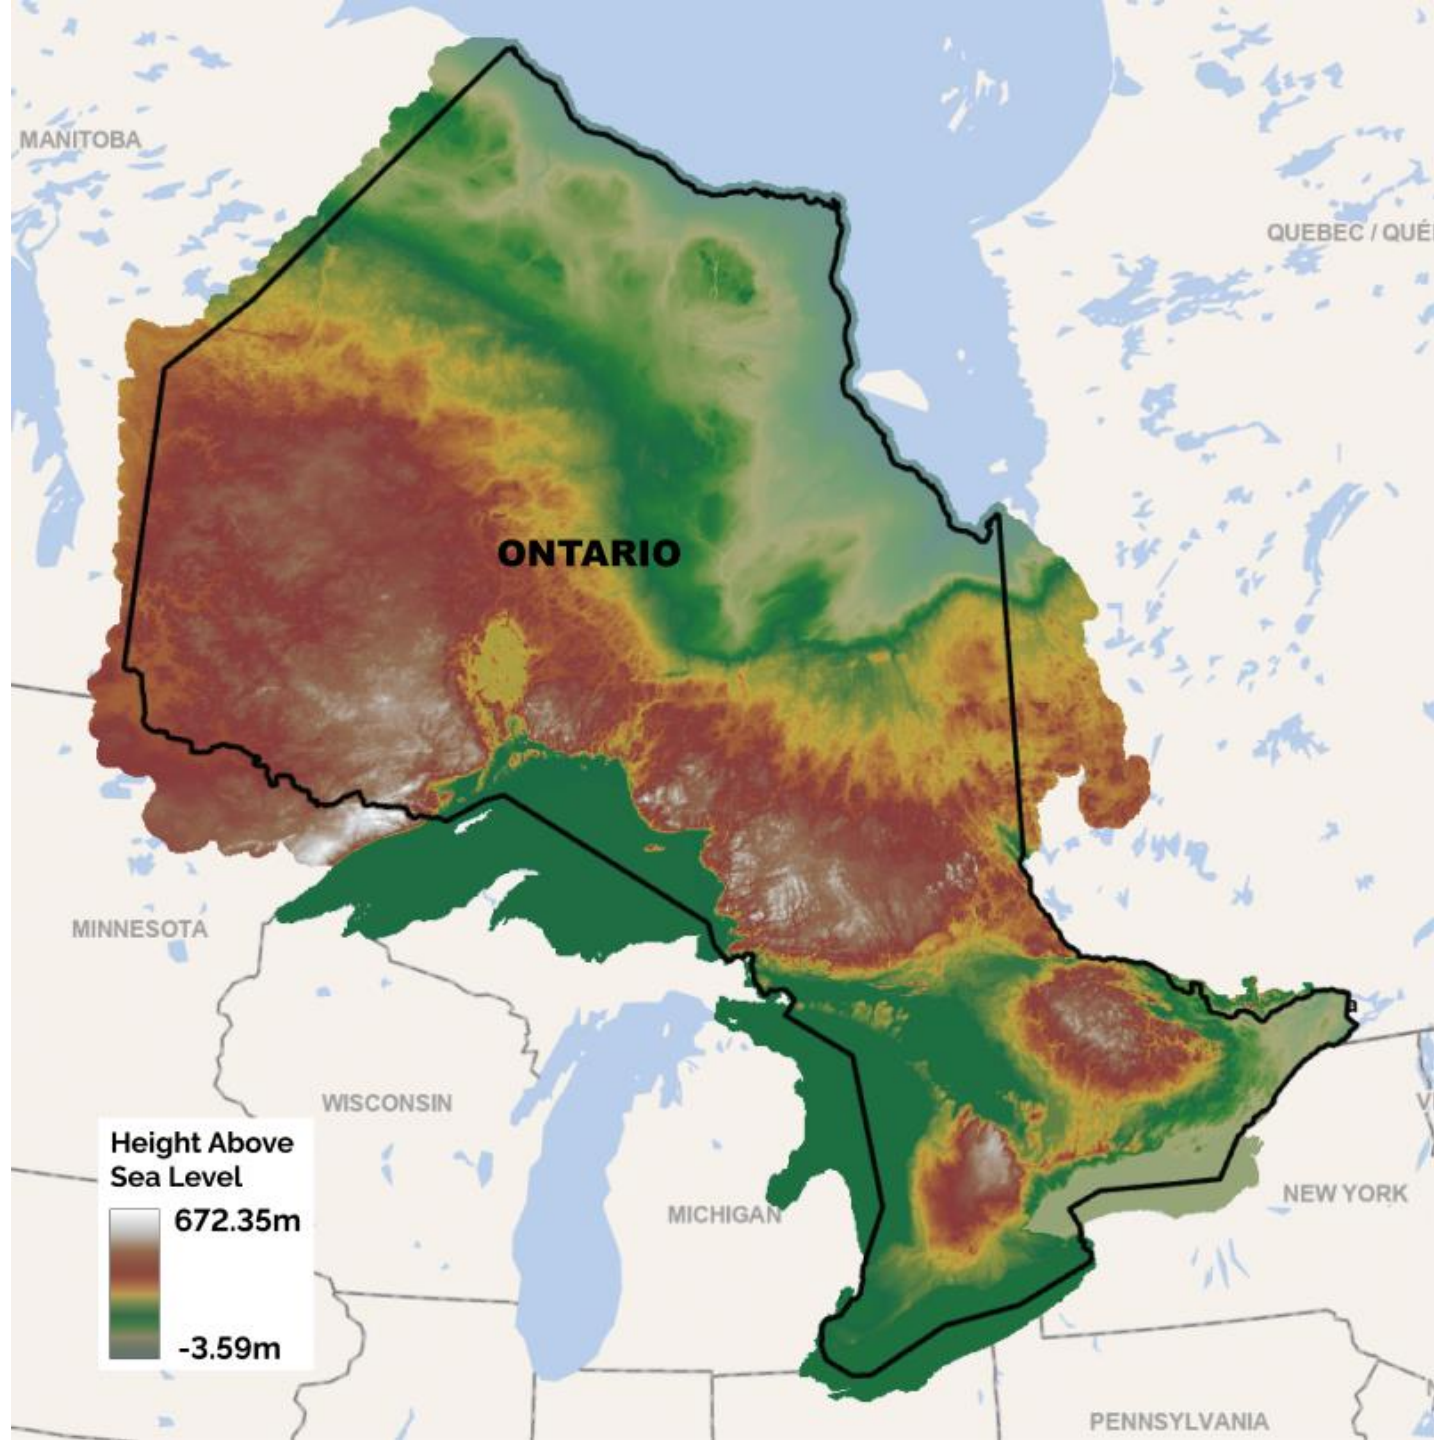 MANITOBA
QUEBEC / QUÉ
ONTARIO
MINNESOTA
WISCONSIN
Height Above
Sea Level
672.35m
-3.59m
MICHIGAN
NEW YORK
PENNSYLVANIA